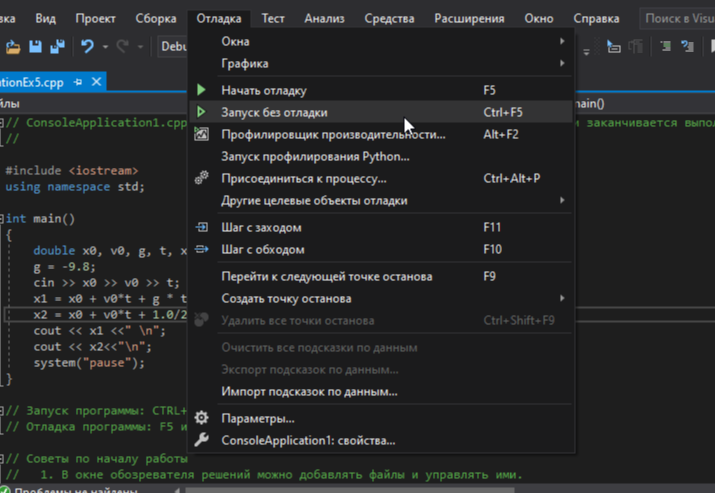 вка Вид Проект Сборка Отладка Тест Анализ Средства Расширения Окно Справка Поиск в Visu
Debu
ationEx5.cpp
йлы
main()
Окна
Графика
Начать отладку F5
Запуск без отладки Ctrl+F5
Профилировщик производительности... Alt+F2
Запуск профилирования Python...
Присоединиться к процессу... Ctrl+Alt+P
Другие целевые объекты отладки
Шаг с заходом F11
Шаг с обходом F10
Перейти к следующей точке останова F9
Создать точку останова
Удалить все точки останова Ctrl+Shift+F9
Очистить все подсказки по данным
Экспорт подсказок по данным...
Импорт подсказок по данным...
Параметры...
ConsoleApplication1: свойства...
// ConsoleApplication1.cpp
и заканчивается выпол
//
#include <iostream>
using namespace std;
int main()
{
double x0, v0, g, t, x
g = -9.8;
cin >> x0 >> v0 >> t;
x1 = x0 + v0*t + g * t
x2 = x0 + v0*t + 1.0/2
cout << x1 <<" \n";
cout << x2<<"\n";
system("pause");
}
// Запуск программы: CTRL+
// Отладка программы: F5 и
// Советы по началу работы
// 1. В окне обозревателя решений можно добавлять файлы и управлять ими.
Проблемы не найдены